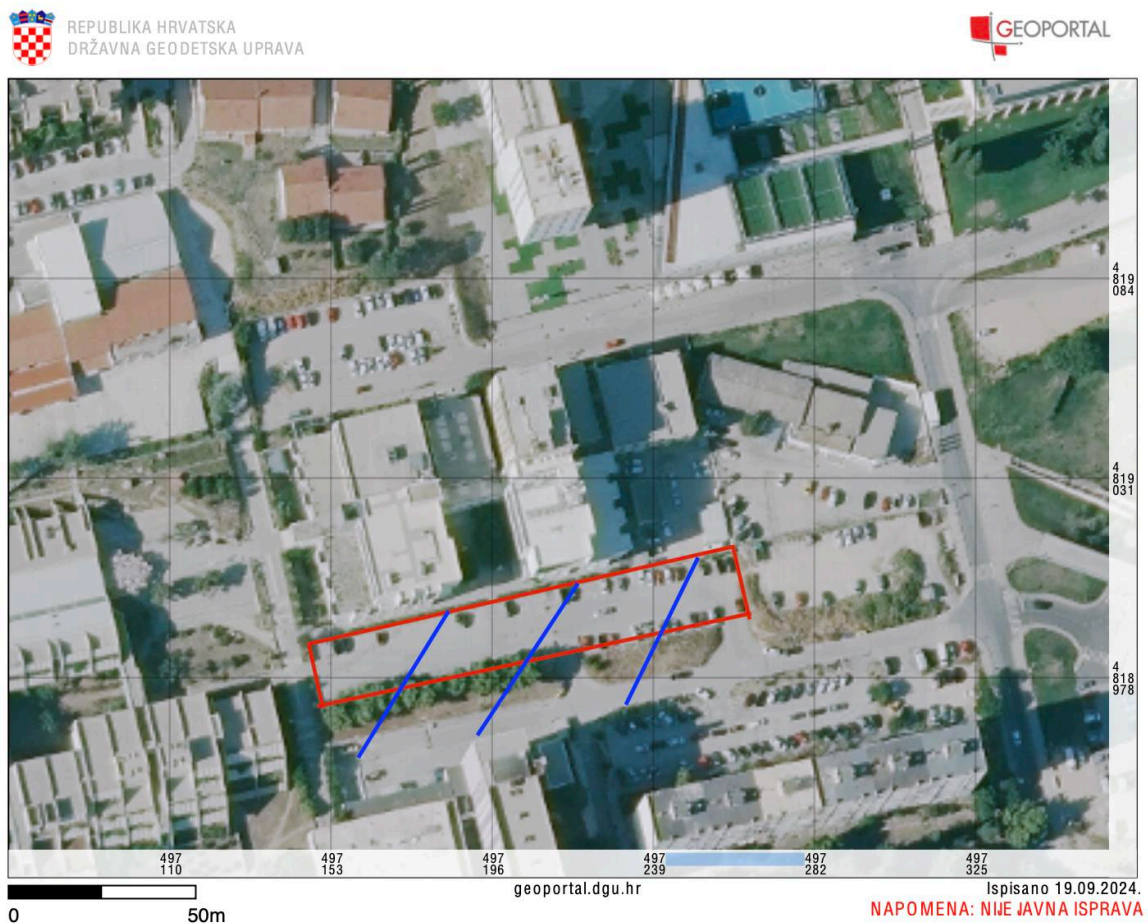 REPUBLIKA HRVATSKA
DRŽAVNA GEODETSKA UPRAVA
GEOPORTAL
4
819
084
4
819
031
4
818
978
497 497 497 497 497 497
110 153 196 239 282 325
0 50m
geoportal.dgu.hr
Ispisano 19.09.2024.
NAPOMENA: NIJE JAVNA ISPRAVA